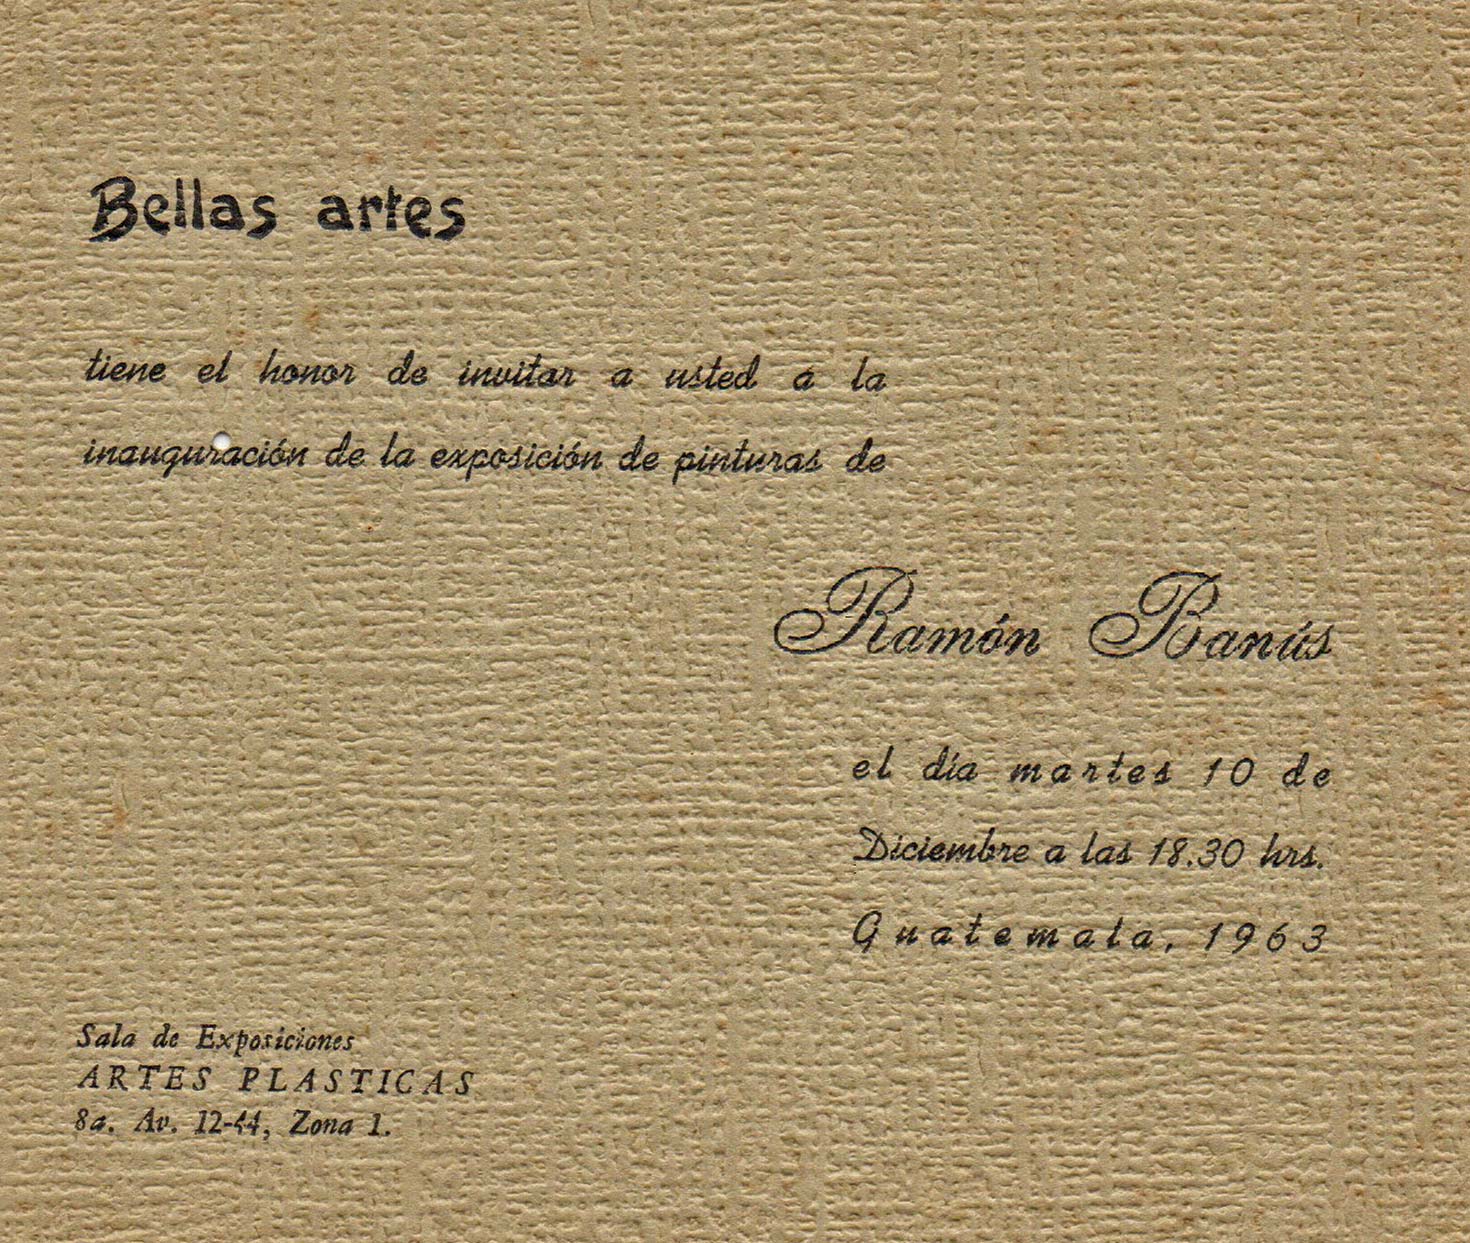 Bellas artes
tiene el honor de invitar a usted a la
inauguración de la exposición de pinturas de
Ramón Banús
el día martes 10 de
Diciembre a las 18.30 hrs.
Guatemala, 1963
Sala de Exposiciones
ARTES PLASTICAS
8a. Av. 12-44, Zona 1.